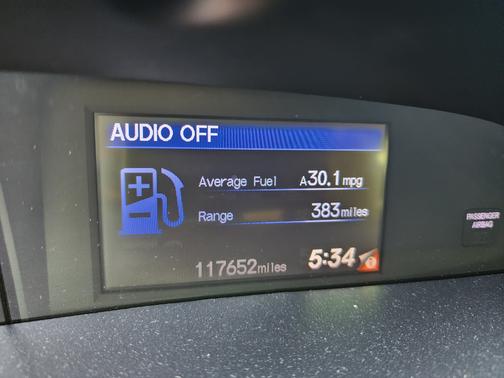 AUDIO OFF
Average Fuel A30.1mpg
Range 383miles
PASSENGER
AIRBAG
117652miles 5:34